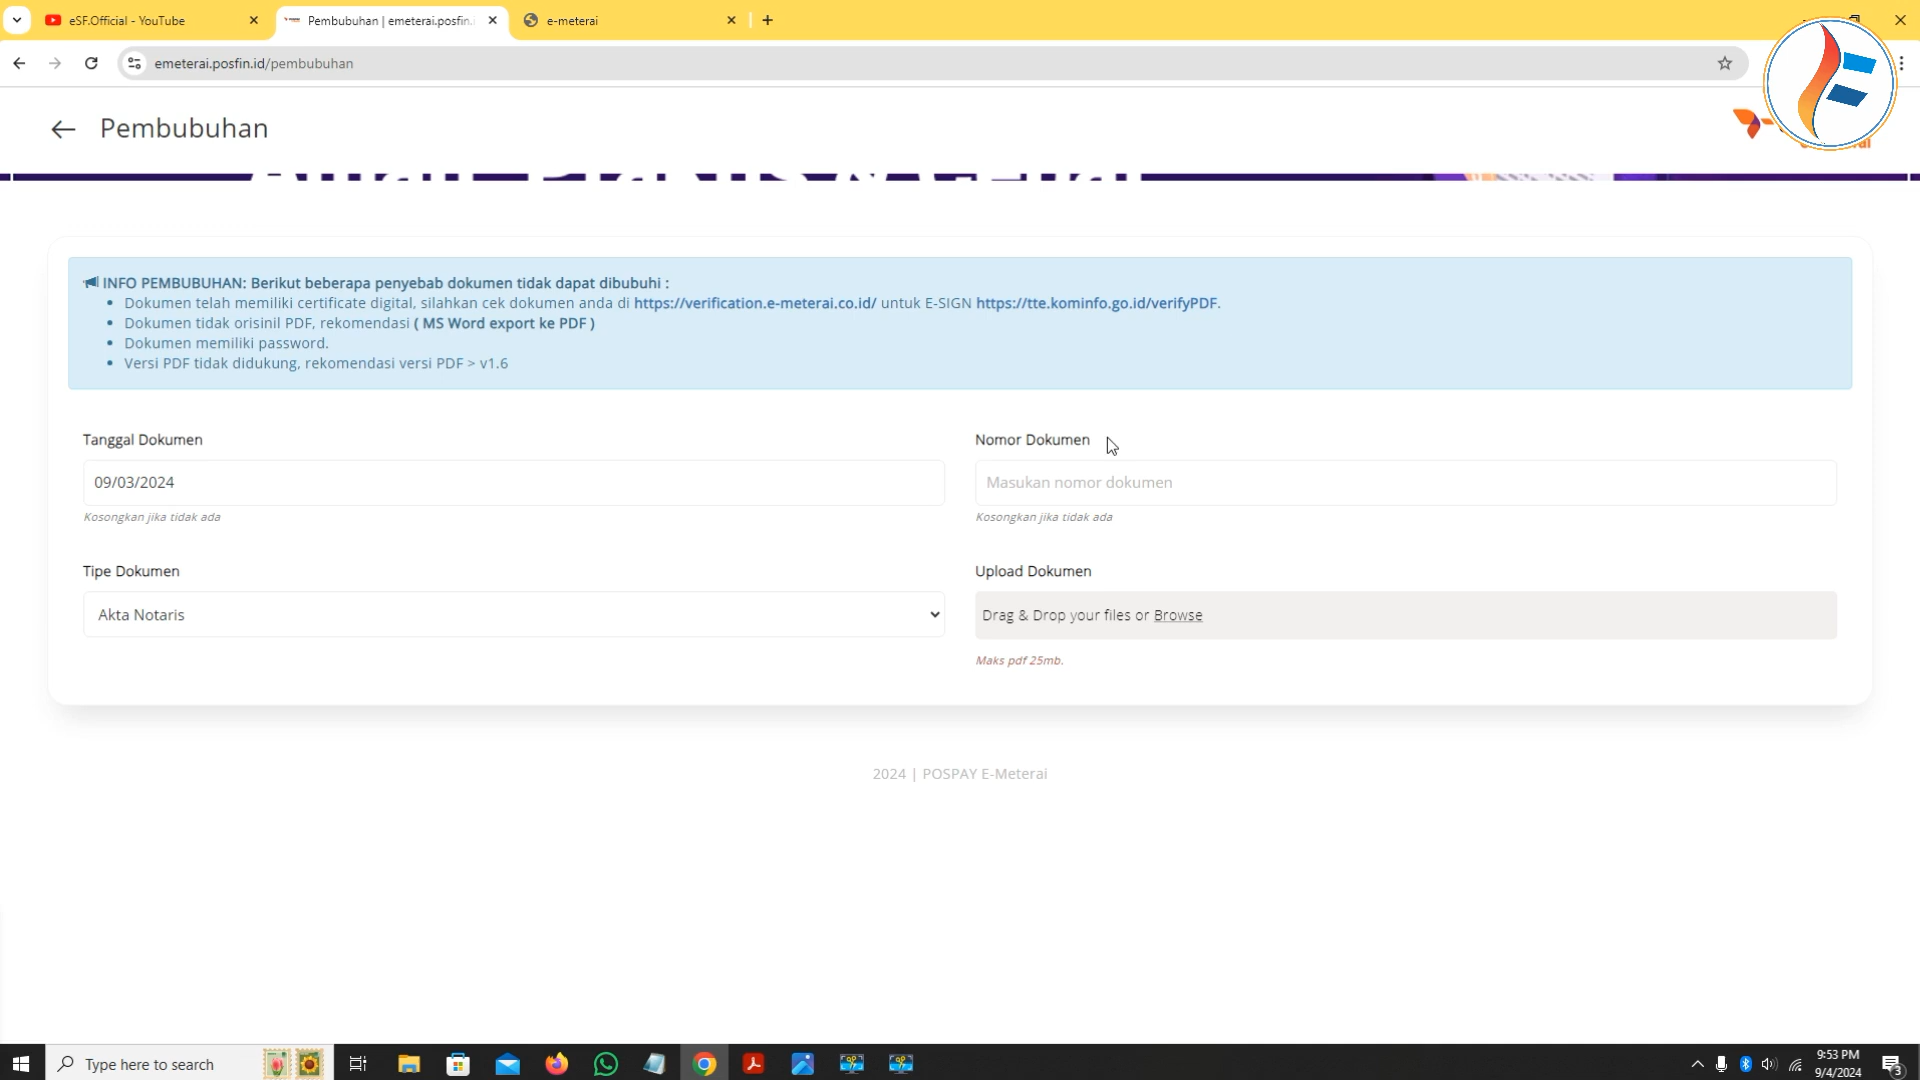 eSF.Official - YouTube
Pembubuhan | emeterai.posfin.
e-meterai
emeterai.posfin.id/pembubuhan
Pembubuhan
INFO PEMBUBUHAN: Berikut beberapa penyebab dokumen tidak dapat dibubuhi :
Dokumen telah memiliki certificate digital, silahkan cek dokumen anda di https://verification.e-meterai.co.id/ untuk E-SIGN https://tte.kominfo.go.id/verifyPDF.
Dokumen tidak orisinil PDF, rekomendasi ( MS Word export ke PDF )
Dokumen memiliki password.
Versi PDF tidak didukung, rekomendasi versi PDF > v1.6
Tanggal Dokumen
Nomor Dokumen
09/03/2024
Masukan nomor dokumen
Kosongkan jika tidak ada
Kosongkan jika tidak ada
Tipe Dokumen
Upload Dokumen
Akta Notaris
Drag & Drop your files or Browse
Maks pdf 25mb.
2024 | POSPAY E-Meterai
Type here to search
9:53 PM
9/4/2024
3